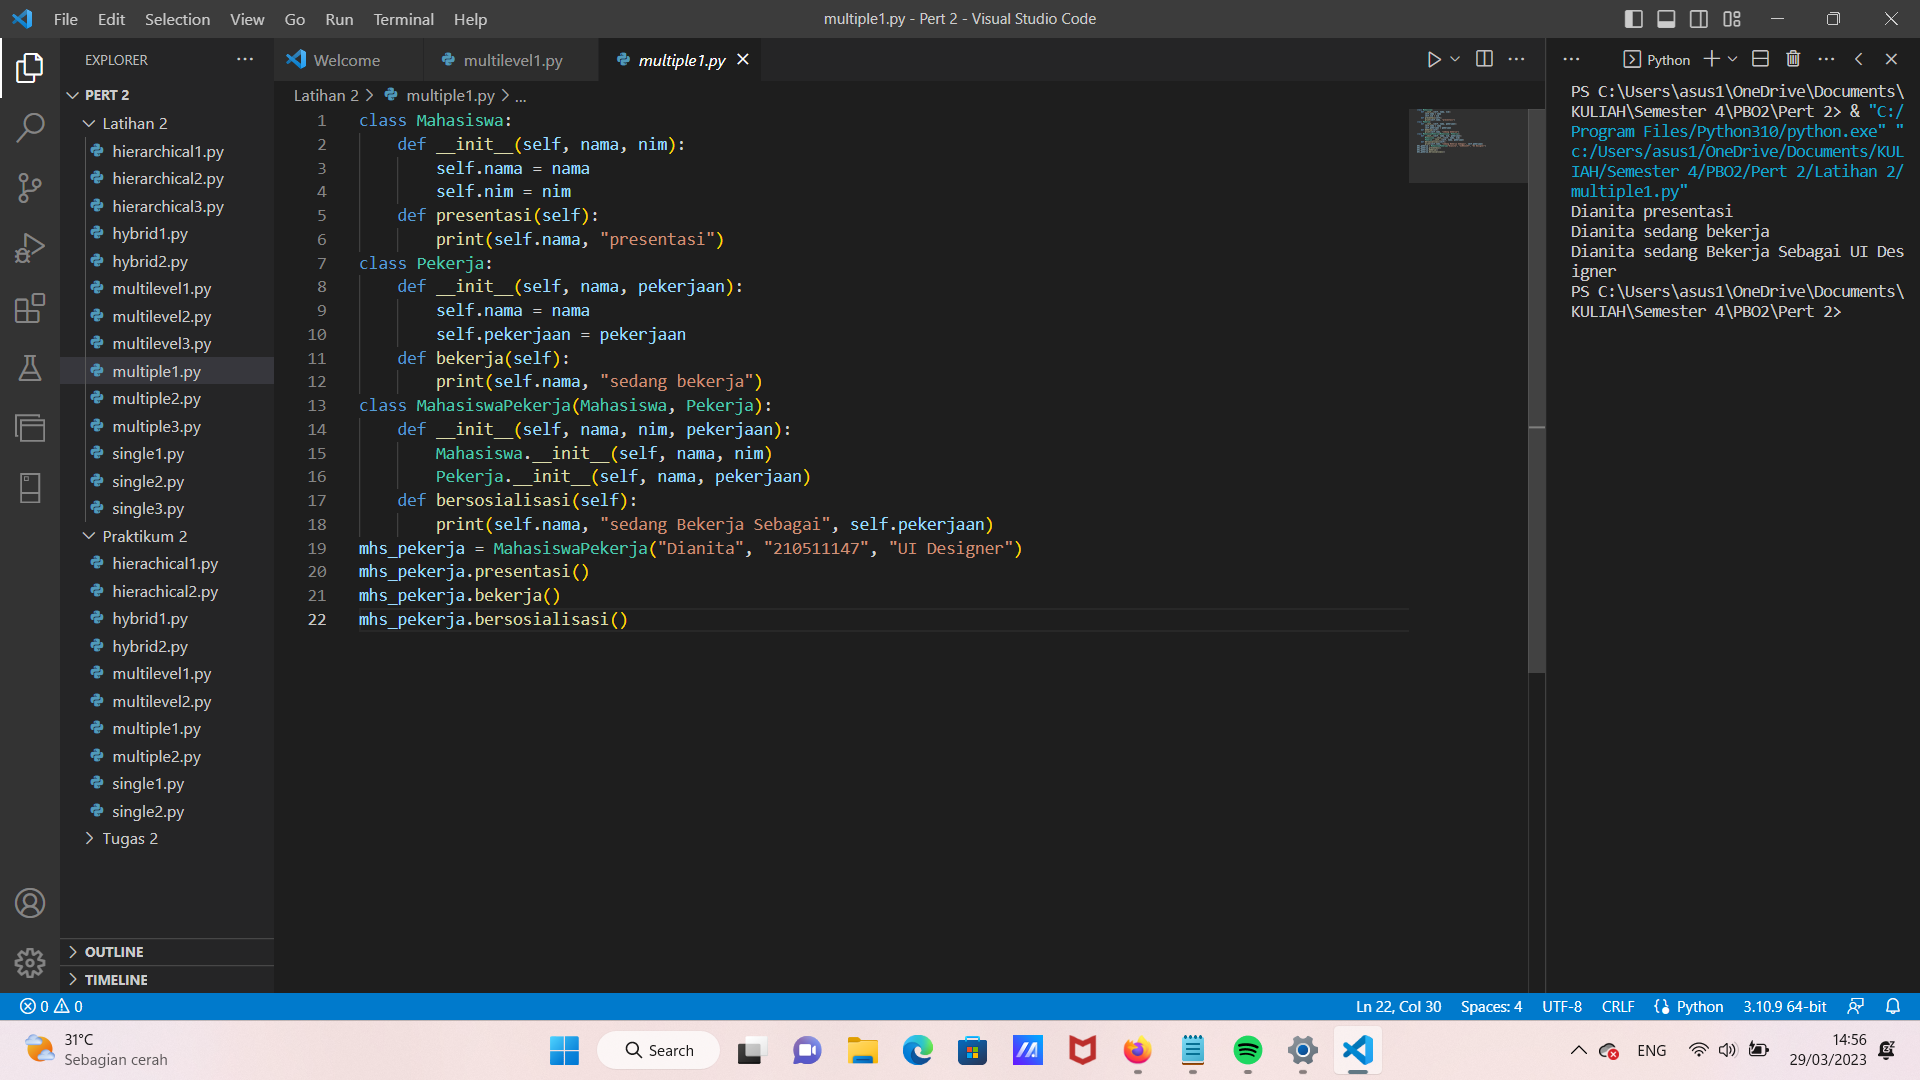 File Edit Selection View Go Run Terminal Help
multiple1.py - Pert 2 - Visual Studio Code
EXPLORER
PERT 2
Latihan 2
hierarchical1.py
hierarchical2.py
hierarchical3.py
hybrid1.py
hybrid2.py
multilevel1.py
multilevel2.py
multilevel3.py
multiple1.py
multiple2.py
multiple3.py
single1.py
single2.py
single3.py
Praktikum 2
hierachical1.py
hierachical2.py
hybrid1.py
hybrid2.py
multilevel1.py
multilevel2.py
multiple1.py
multiple2.py
single1.py
single2.py
Tugas 2
OUTLINE
TIMELINE
Welcome multilevel1.py multiple1.py
Latihan 2 > multiple1.py > ...
1 class Mahasiswa:
2 def __init__(self, nama, nim):
3 self.nama = nama
4 self.nim = nim
5 def presentasi(self):
6 print(self.nama, "presentasi")
7 class Pekerja:
8 def __init__(self, nama, pekerjaan):
9 self.nama = nama
10 self.pekerjaan = pekerjaan
11 def bekerja(self):
12 print(self.nama, "sedang bekerja")
13 class MahasiswaPekerja(Mahasiswa, Pekerja):
14 def __init__(self, nama, nim, pekerjaan):
15 Mahasiswa.__init__(self, nama, nim)
16 Pekerja.__init__(self, nama, pekerjaan)
17 def bersosialisasi(self):
18 print(self.nama, "sedang Bekerja Sebagai", self.pekerjaan)
19 mhs_pekerja = MahasiswaPekerja("Dianita", "210511147", "UI Designer")
20 mhs_pekerja.presentasi()
21 mhs_pekerja.bekerja()
22 mhs_pekerja.bersosialisasi()
Python
PS C:\Users\asus1\OneDrive\Documents\
KULIAH\Semester 4\PBO2\Pert 2> & "C:/
Program Files/Python310/python.exe" "
c:/Users/asus1/OneDrive/Documents/KUL
IAH/Semester 4/PBO2/Pert 2/Latihan 2/
multiple1.py"
Dianita presentasi
Dianita sedang bekerja
Dianita sedang Bekerja Sebagai UI Des
igner
PS C:\Users\asus1\OneDrive\Documents\
KULIAH\Semester 4\PBO2\Pert 2>
0 0
Ln 22, Col 30 Spaces: 4 UTF-8 CRLF Python 3.10.9 64-bit
31°C
Sebagian cerah
Search
ENG
14:56
29/03/2023